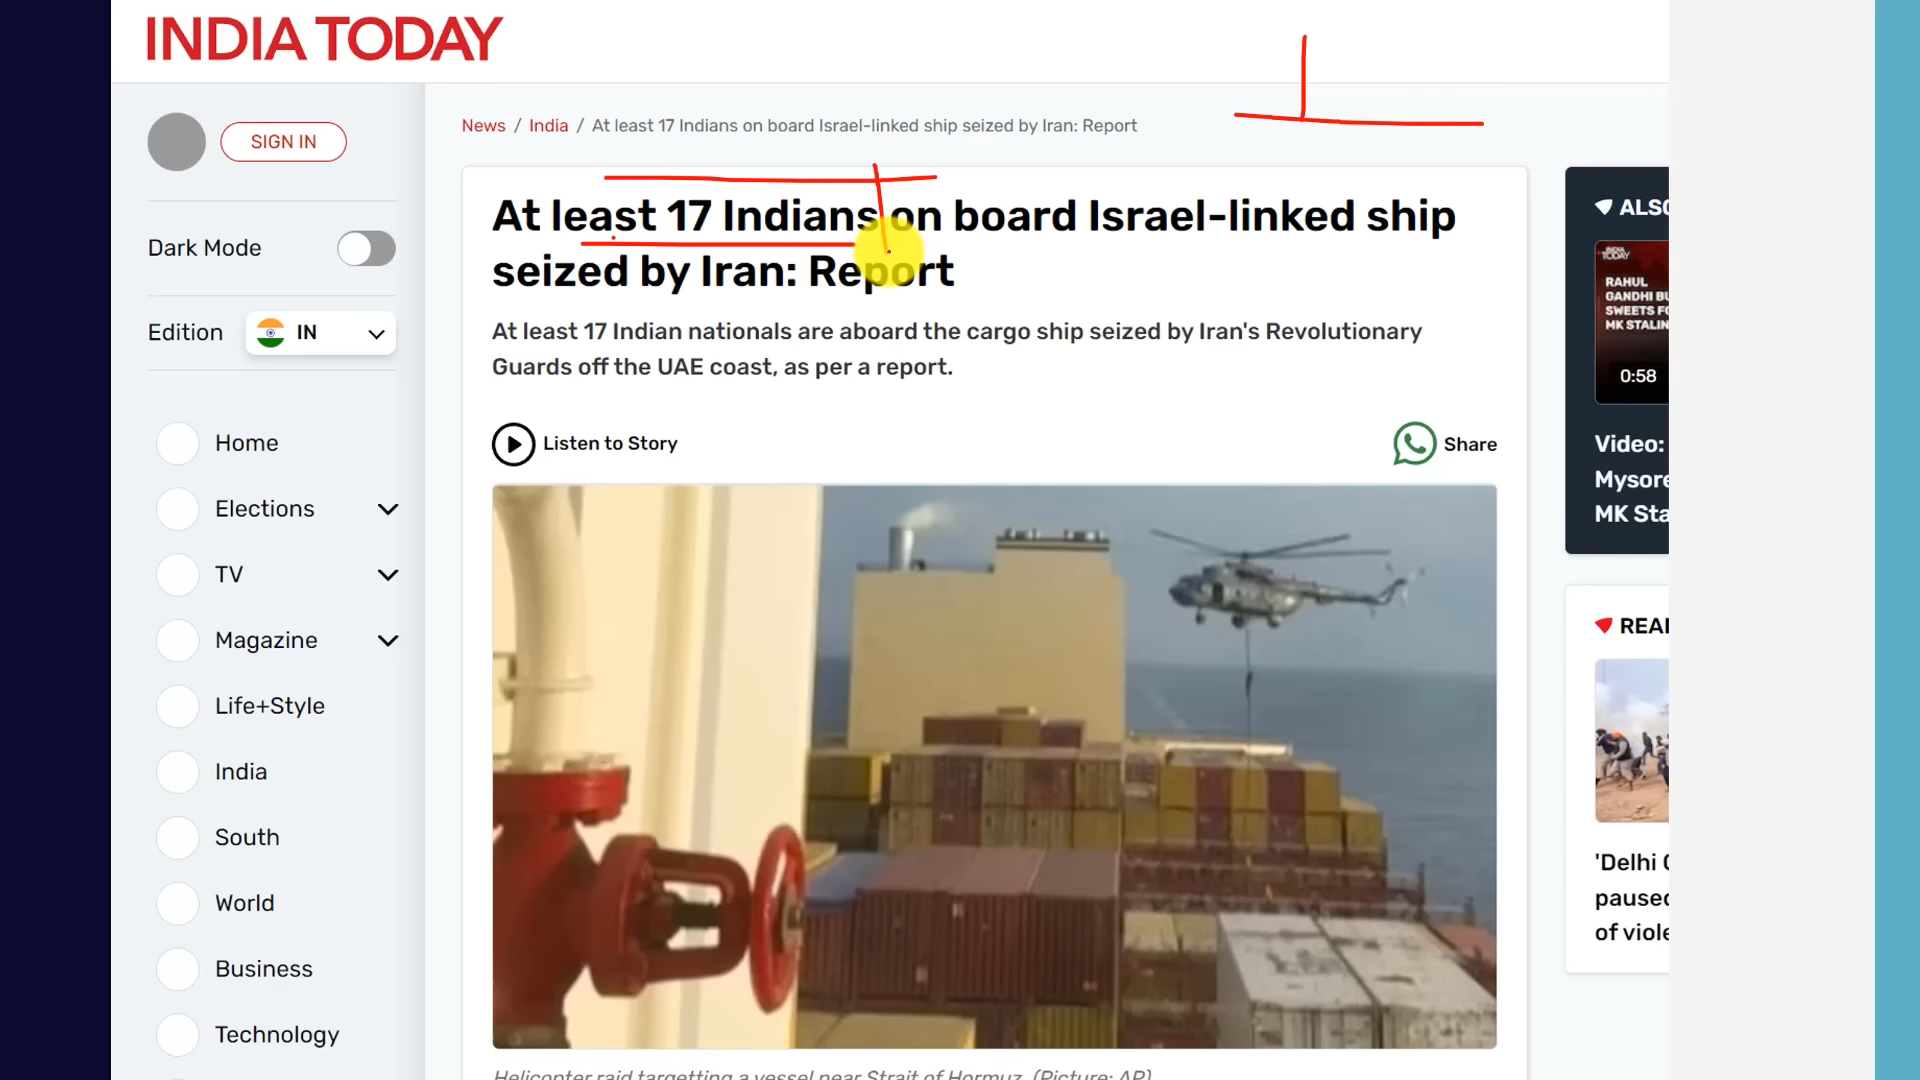 INDIA TODAY
SIGN IN
Dark Mode
Edition
IN
Home
Elections
TV
Magazine
Life+Style
India
South
World
Business
Technology
News / India / At least 17 Indians on board Israel-linked ship seized by Iran: Report
At least 17 Indians on board Israel-linked ship
seized by Iran: Report
At least 17 Indian nationals are aboard the cargo ship seized by Iran's Revolutionary
Guards off the UAE coast, as per a report.
Listen to Story
Share
Helicopter raid targetting a vessel near Strait of Hormuz. (Picture: AP)
ALSO
INDIA
TODAY
RAHUL
GANDHI BU
SWEETS FO
MK STALIN
0:58
Video:
Mysore
MK Sta
REA
'Delhi
paused
of viole